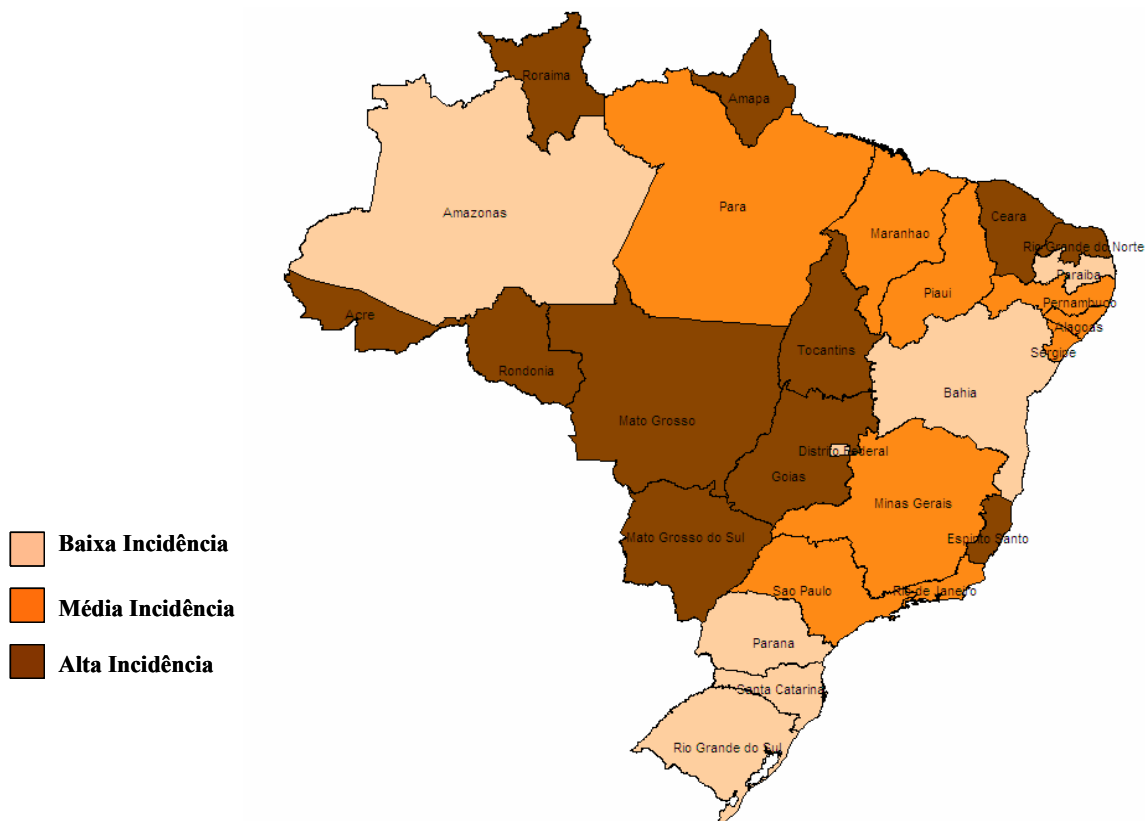 Roraima
Amapa
Amazonas
Para
Maranhao
Ceara
Rio Grande do Norte
Paraiba
Piaui
Pernambuco
Alagoas
Sergipe
Acre
Rondonia
Tocantins
Bahia
Mato Grosso
Distrito Federal
Goias
Minas Gerais
Mato Grosso do Sul
Espirito Santo
Sao Paulo
Rio de Janeiro
Parana
Santa Catarina
Rio Grande do Sul
Baixa Incidência
Média Incidência
Alta Incidência